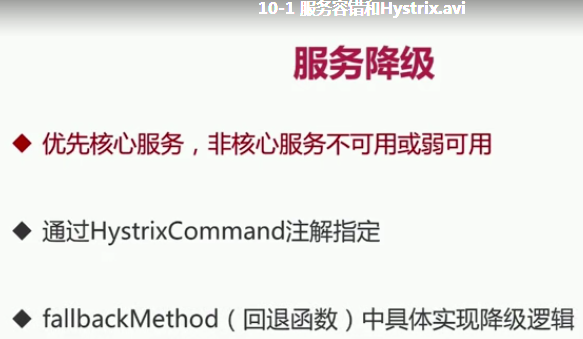 10-1 服务容错和Hystrix.avi
服务降级
◆ 优先核心服务，非核心服务不可用或弱可用
◆ 通过HystrixCommand注解指定
◆ fallbackMethod（回退函数）中具体实现降级逻辑